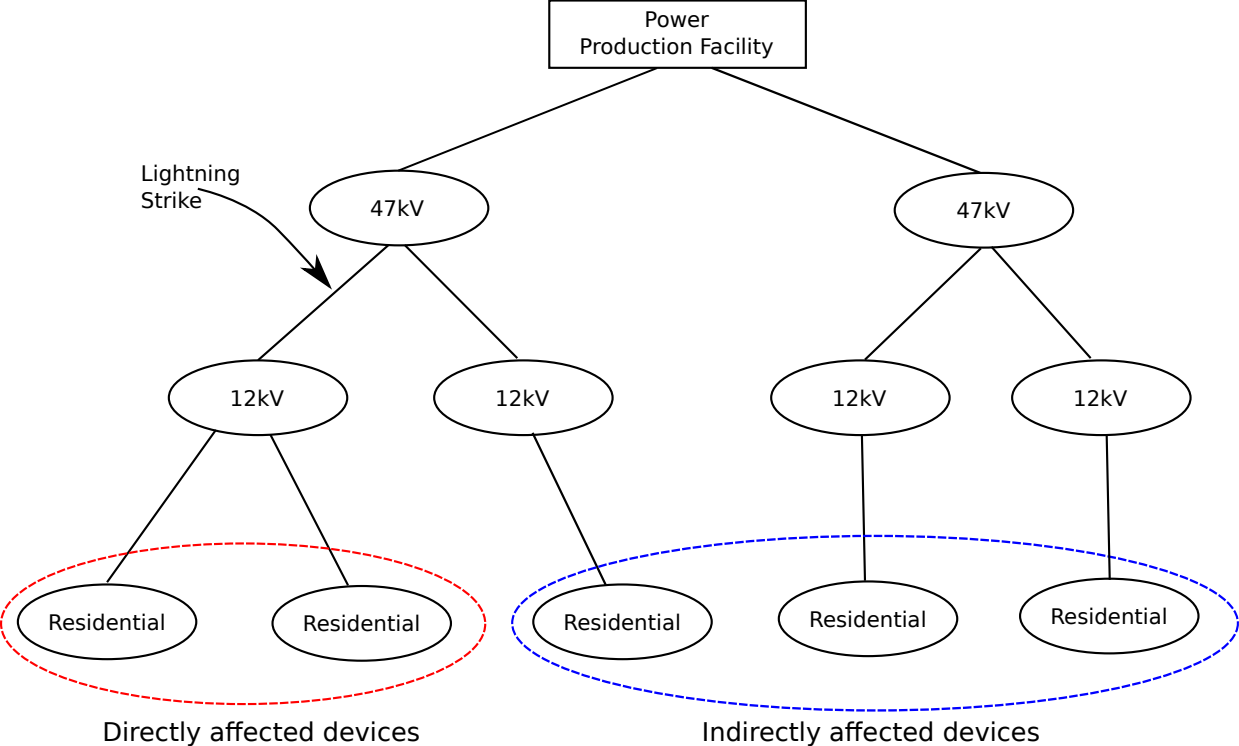 Power
Production Facility
Lightning
Strike
47kV
47kV
12kV
12kV
12kV
12kV
Residential
Residential
Residential
Residential
Residential
Directly affected devices
Indirectly affected devices